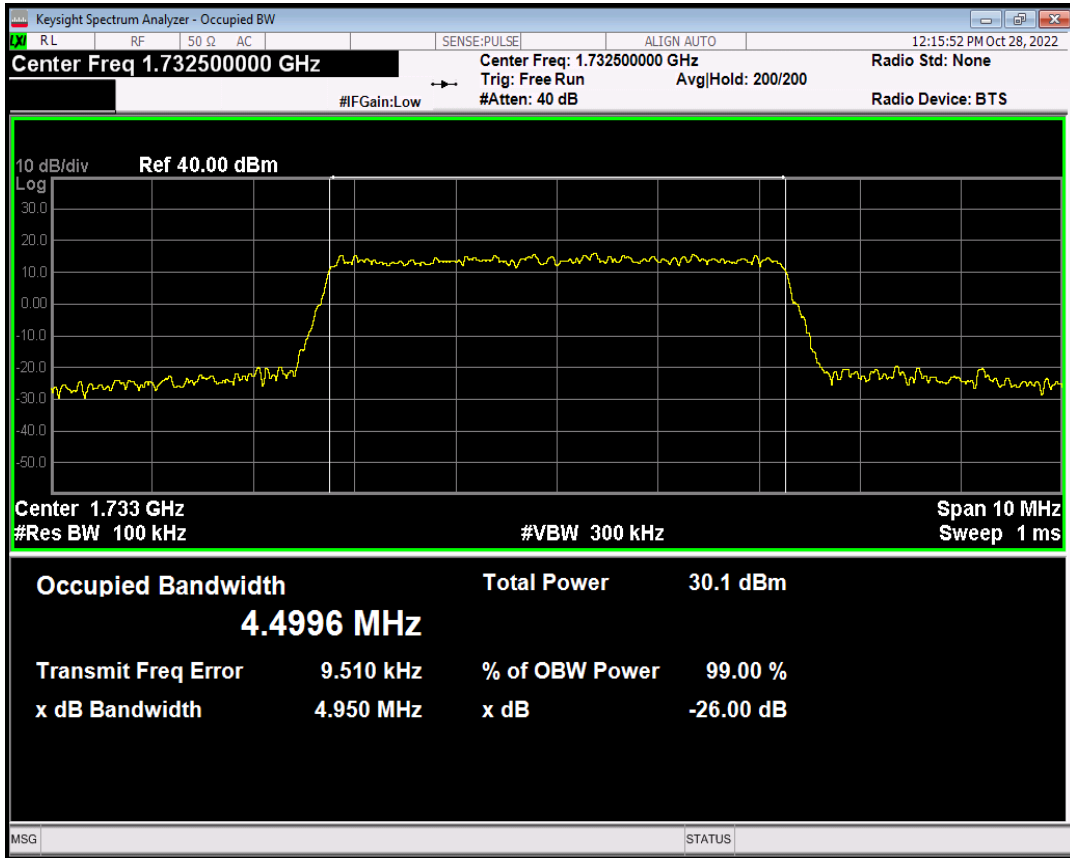 Keysight Spectrum Analyzer - Occupied BW
LXI RL RF 50 Ω AC SENSE:PULSE ALIGN AUTO 12:15:52 PM Oct 28, 2022
Center Freq 1.732500000 GHz Center Freq: 1.732500000 GHz Radio Std: None
Trig: Free Run Avg|Hold: 200/200
#IFGain:Low #Atten: 40 dB Radio Device: BTS
10 dB/div Ref 40.00 dBm
Log
30.0
20.0
10.0
0.00
-10.0
-20.0
-30.0
-40.0
-50.0
Center 1.733 GHz Span 10 MHz
#Res BW 100 kHz #VBW 300 kHz Sweep 1 ms
Occupied Bandwidth Total Power 30.1 dBm
4.4996 MHz
Transmit Freq Error 9.510 kHz % of OBW Power 99.00 %
x dB Bandwidth 4.950 MHz x dB -26.00 dB
MSG STATUS